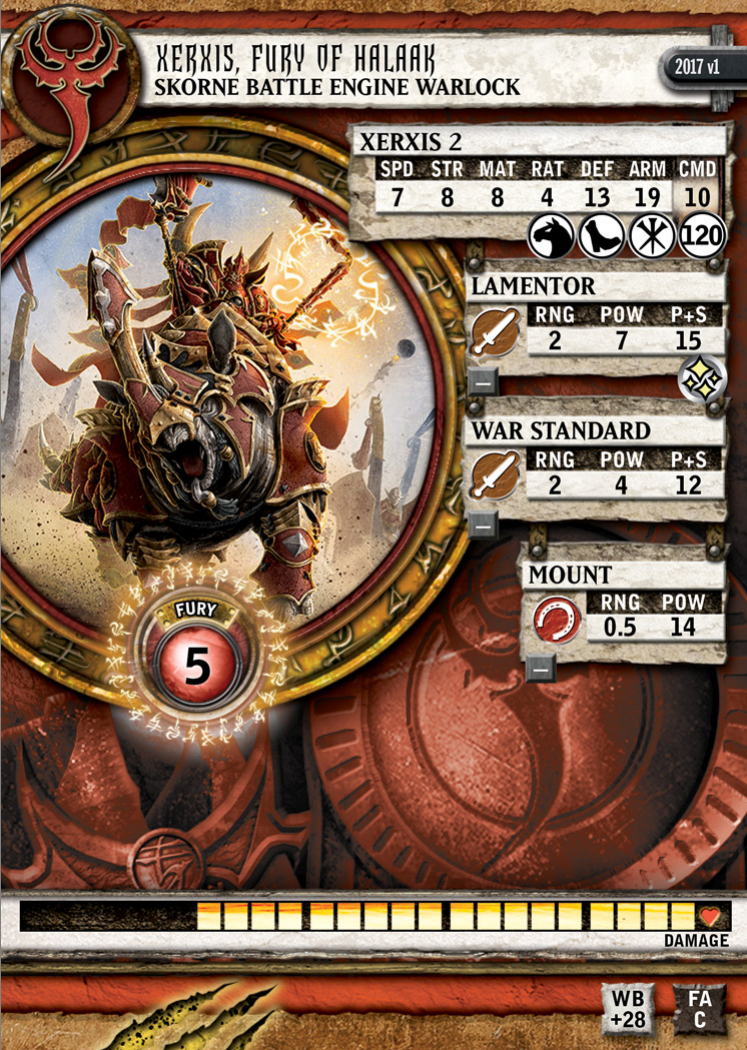 XERXIS, FURY OF HALAAK
SKORNE BATTLE ENGINE WARLOCK
2017 v1
XERXIS 2
SPD STR MAT RAT DEF ARM CMD
7 8 8 4 13 19 10
120
LAMENTOR
RNG POW P+S
2 7 15
–
WAR STANDARD
RNG POW P+S
2 4 12
–
MOUNT
RNG POW
0.5 14
–
FURY
5
DAMAGE
WB
+28
FA
C